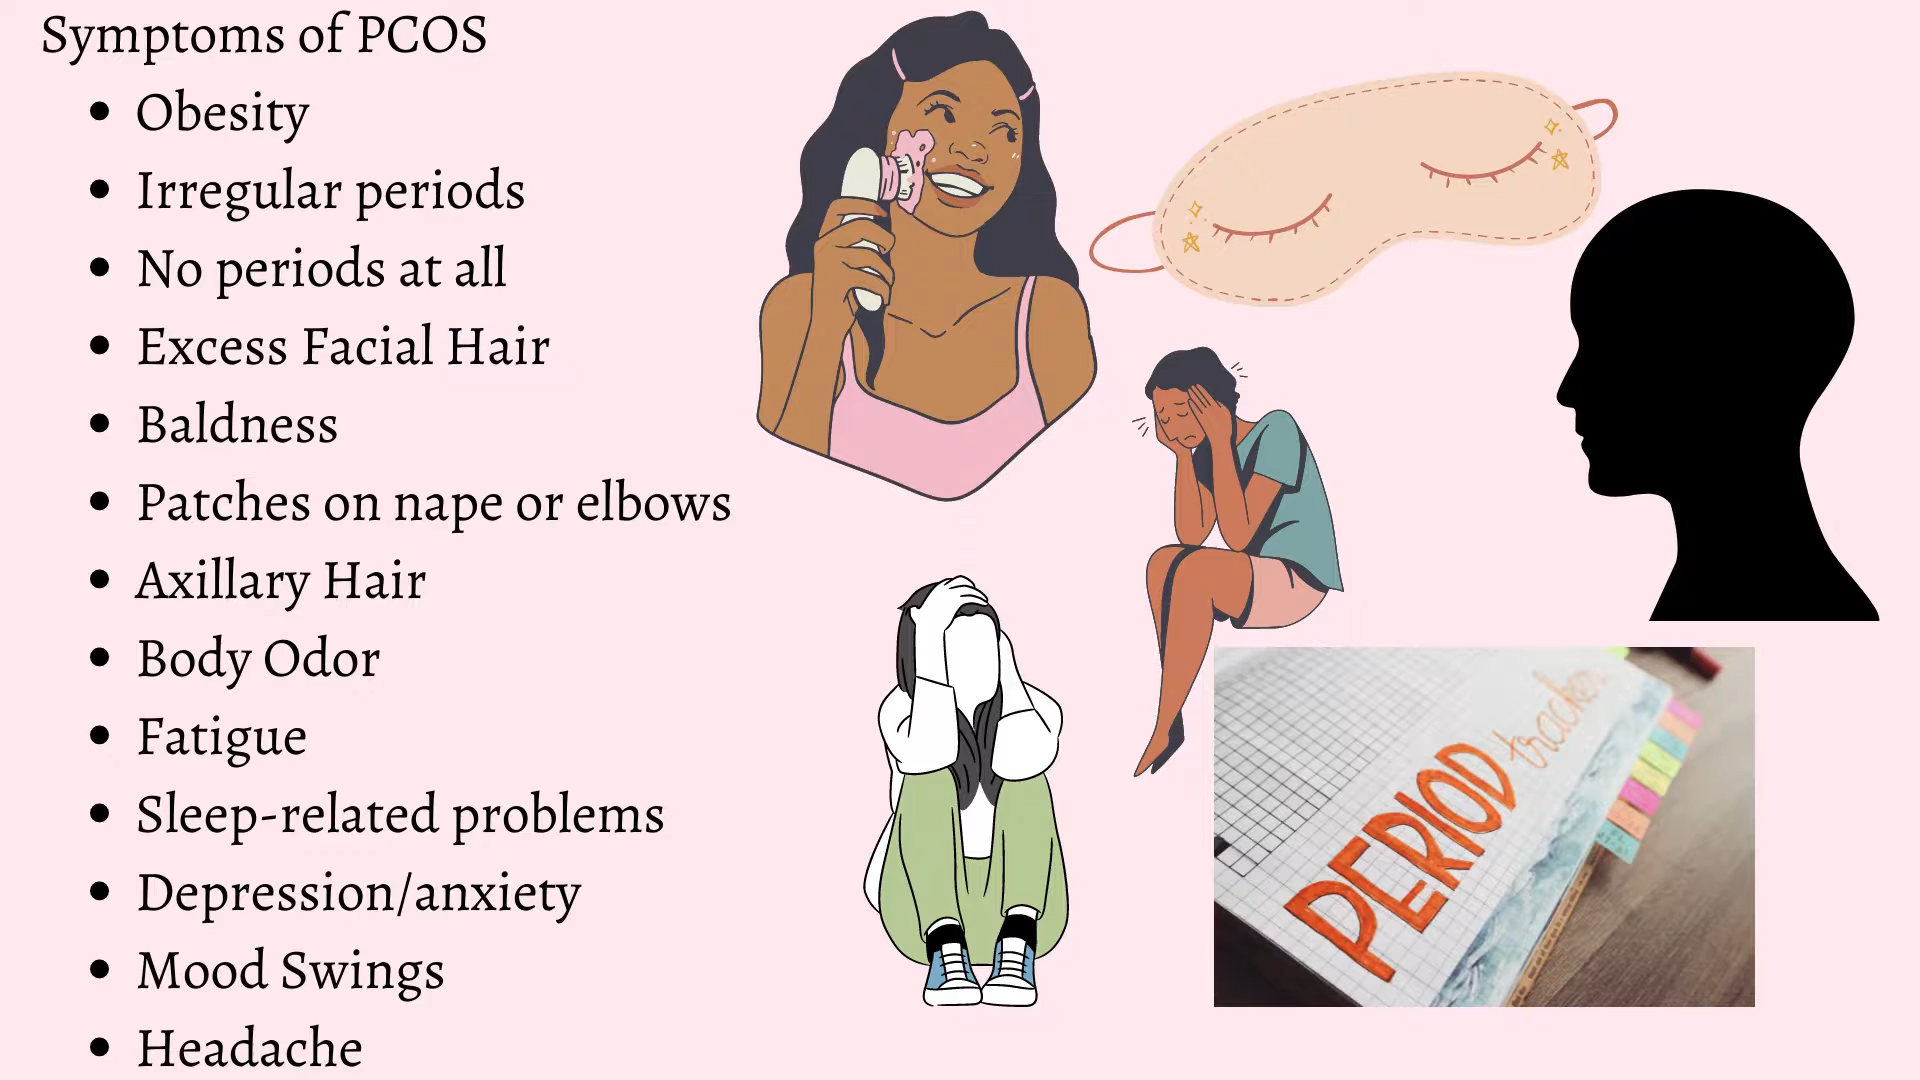 Symptoms of PCOS
• Obesity
• Irregular periods
• No periods at all
• Excess Facial Hair
• Baldness
• Patches on nape or elbows
• Axillary Hair
• Body Odor
• Fatigue
• Sleep-related problems
• Depression/anxiety
• Mood Swings
• Headache
PERIOD tracker